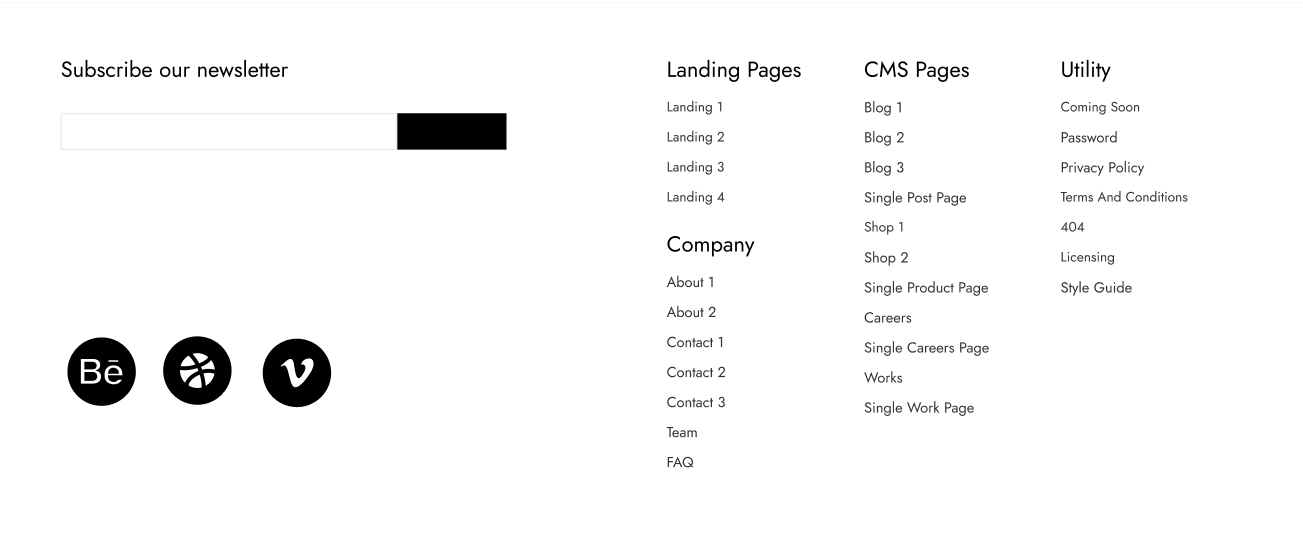 Subscribe our newsletter
Bē
Landing Pages
Landing 1
Landing 2
Landing 3
Landing 4
Company
About 1
About 2
Contact 1
Contact 2
Contact 3
Team
FAQ
CMS Pages
Blog 1
Blog 2
Blog 3
Single Post Page
Shop 1
Shop 2
Single Product Page
Careers
Single Careers Page
Works
Single Work Page
Utility
Coming Soon
Password
Privacy Policy
Terms And Conditions
404
Licensing
Style Guide